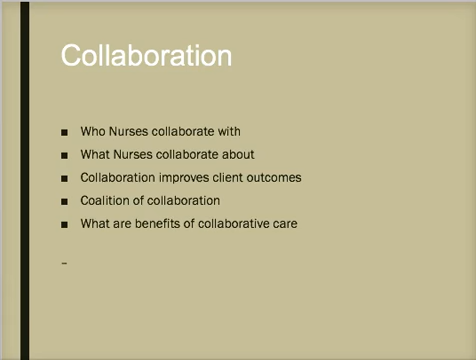 Collaboration
■ Who Nurses collaborate with
■ What Nurses collaborate about
■ Collaboration improves client outcomes
■ Coalition of collaboration
■ What are benefits of collaborative care
–